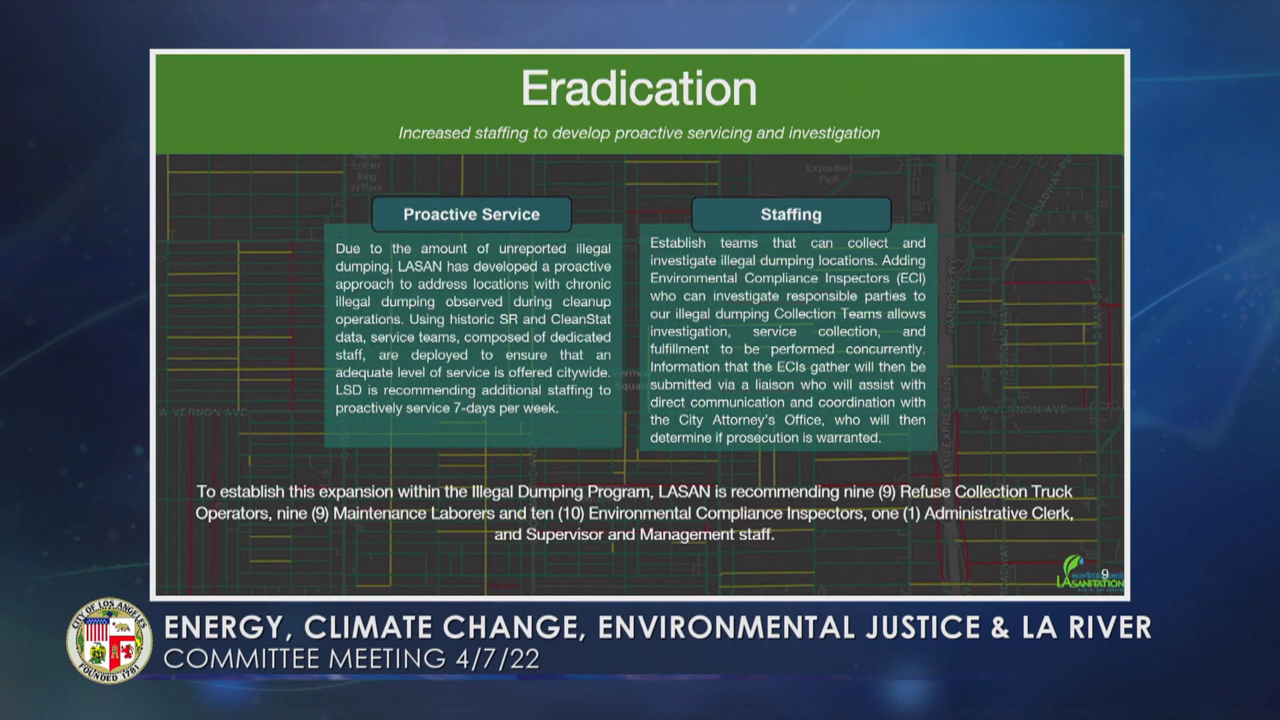 Eradication
Increased staffing to develop proactive servicing and investigation
Proactive Service
Due to the amount of unreported illegal
dumping, LASAN has developed a proactive
approach to address locations with chronic
illegal dumping observed during cleanup
operations. Using historic SR and CleanStat
data, service teams, composed of dedicated
staff, are deployed to ensure that an
adequate level of service is offered citywide.
LSD is recommending additional staffing to
proactively service 7-days per week.
Staffing
Establish teams that can collect and
investigate illegal dumping locations. Adding
Environmental Compliance Inspectors (ECI)
who can investigate responsible parties to
our illegal dumping Collection Teams allows
investigation, service collection, and
fulfillment to be performed concurrently.
Information that the ECIs gather will then be
submitted via a liaison who will assist with
direct communication and coordination with
the City Attorney's Office, who will then
determine if prosecution is warranted.
King
Park
W VERNON AVE
W VERNON AVE
BROADWAY
To establish this expansion within the Illegal Dumping Program, LASAN is recommending nine (9) Refuse Collection Truck
Operators, nine (9) Maintenance Laborers and ten (10) Environmental Compliance Inspectors, one (1) Administrative Clerk,
and Supervisor and Management staff.
9
LASANITATION
CITY OF LOS ANGELES
FOUNDED 1781
ENERGY, CLIMATE CHANGE, ENVIRONMENTAL JUSTICE & LA RIVER
COMMITTEE MEETING 4/7/22